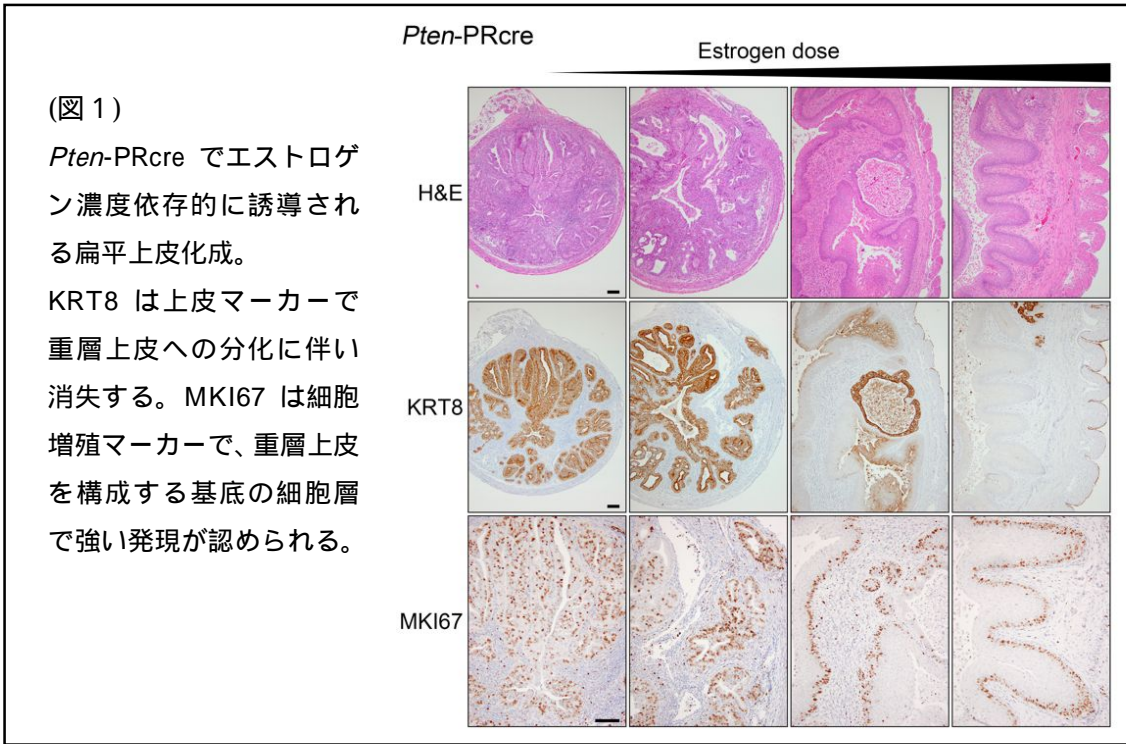 Pten-PRcre
Estrogen dose
(図 1)
Pten-PRcre でエストロゲ
ン濃度依存的に誘導され
る扁平上皮化成。
KRT8 は上皮マーカーで
重層上皮への分化に伴い
消失する。MKI67 は細胞
増殖マーカーで、重層上皮
を構成する基底の細胞層
で強い発現が認められる。
H&E
KRT8
MKI67